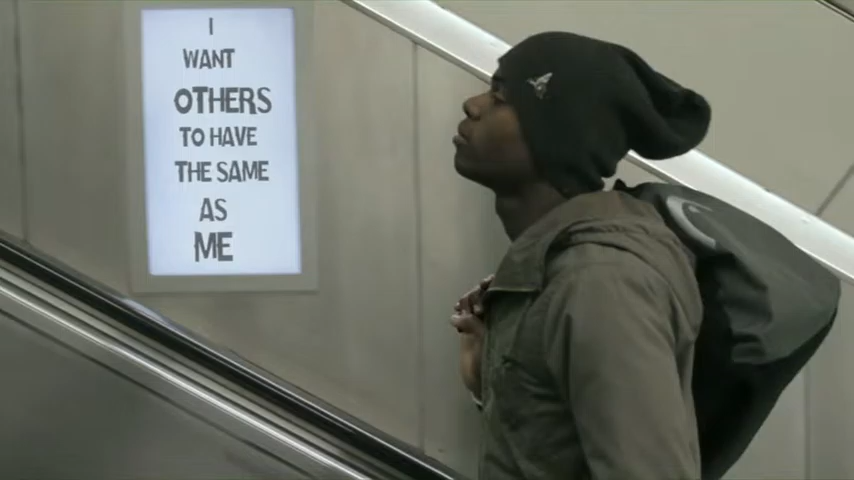 I
WANT
OTHERS
TO HAVE
THE SAME
AS
ME